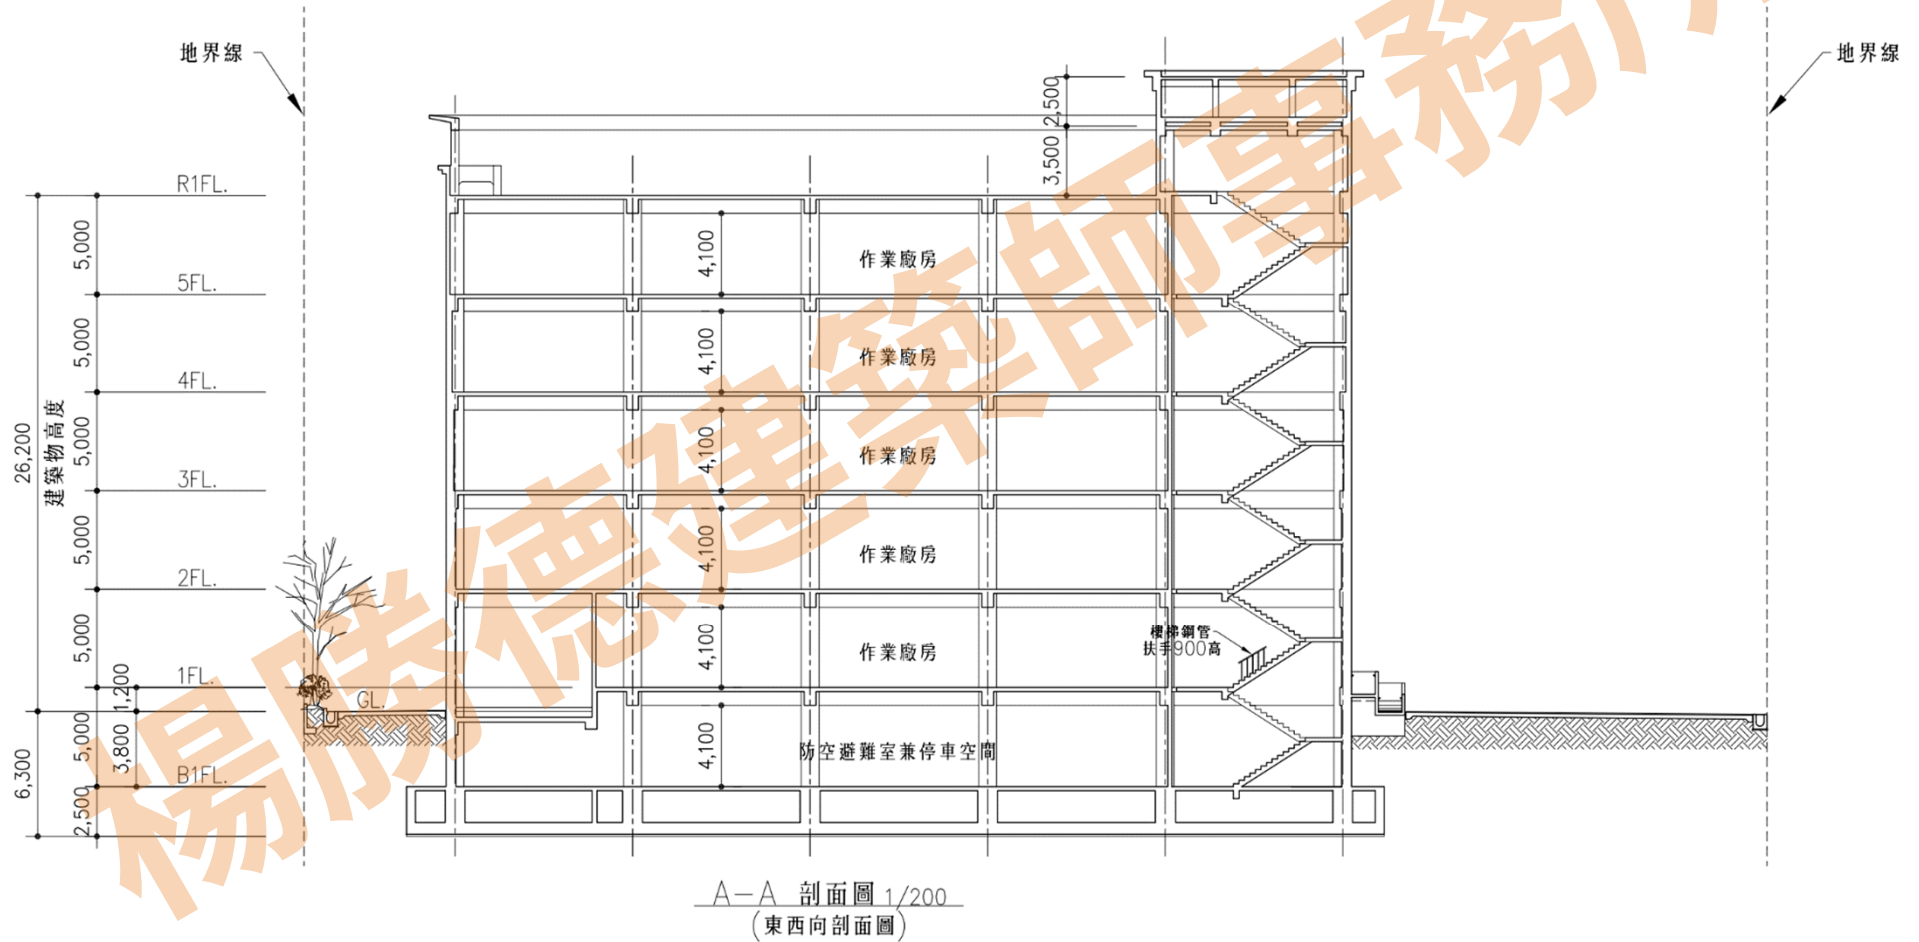 地界線
地界線
2,500
3,500
R1FL.
5,000
4,100
作業廠房
5FL.
5,000
4,100
作業廠房
4FL.
26,200
建築物高度
5,000
4,100
作業廠房
3FL.
5,000
4,100
作業廠房
2FL.
5,000
4,100
作業廠房
樓梯鋼管
扶手900高
1FL.
1,200
GL.
6,300
5,000
3,800
4,100
防空避難室兼停車空間
B1FL.
2,500
A-A 剖面圖 1/200
(東西向剖面圖)
楊勝德建築師事務所